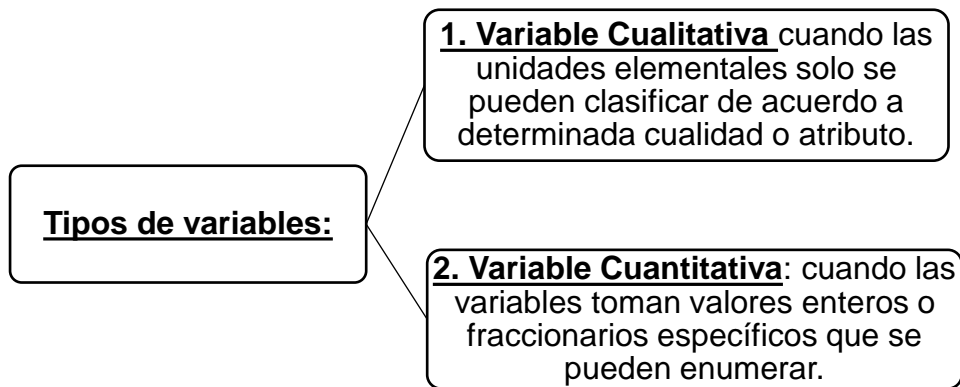 1. Variable Cualitativa cuando las
unidades elementales solo se
pueden clasificar de acuerdo a
determinada cualidad o atributo.
Tipos de variables:
2. Variable Cuantitativa: cuando las
variables toman valores enteros o
fraccionarios específicos que se
pueden enumerar.